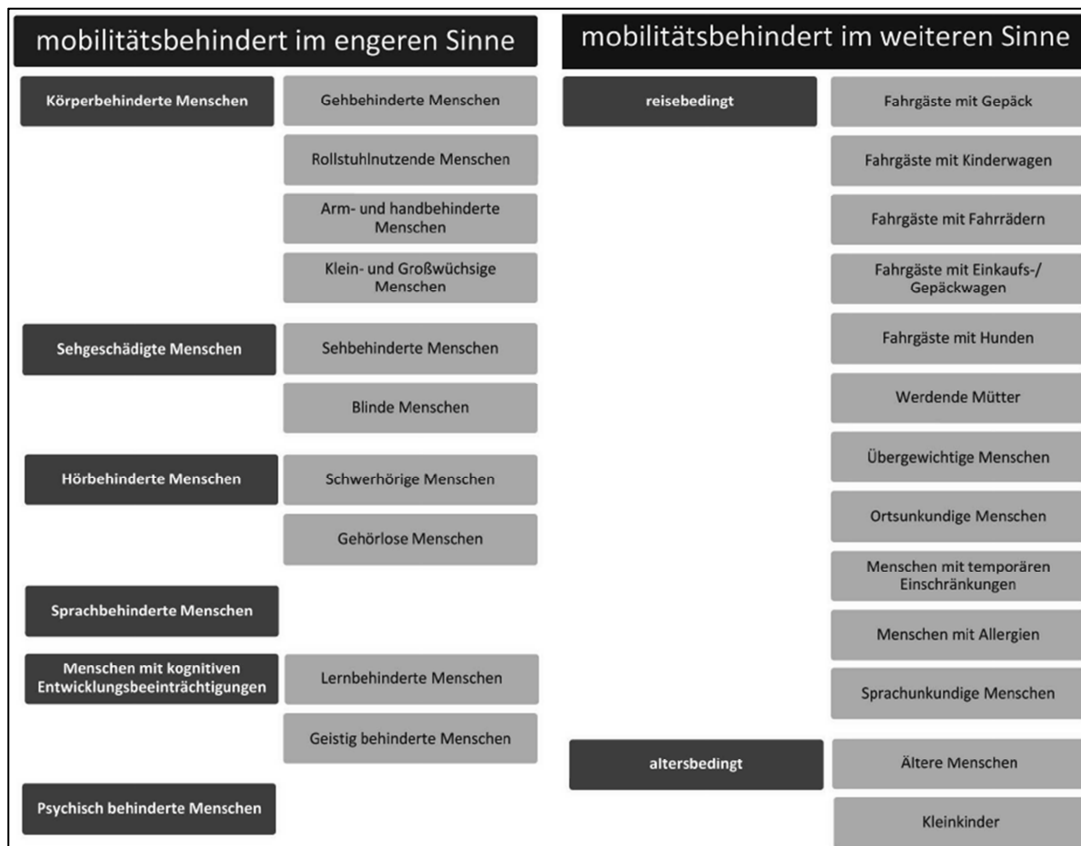 mobilitätsbehindert im engeren Sinne
Körperbehinderte Menschen
Gehbehinderte Menschen
Rollstuhlnutzende Menschen
Arm- und handbehinderte
Menschen
Klein- und Großwüchsige
Menschen
Sehgeschädigte Menschen
Sehbehinderte Menschen
Blinde Menschen
Hörbehinderte Menschen
Schwerhörige Menschen
Gehörlose Menschen
Sprachbehinderte Menschen
Menschen mit kognitiven
Entwicklungsbeeinträchtigungen
Lernbehinderte Menschen
Geistig behinderte Menschen
Psychisch behinderte Menschen
mobilitätsbehindert im weiteren Sinne
reisebedingt
Fahrgäste mit Gepäck
Fahrgäste mit Kinderwagen
Fahrgäste mit Fahrrädern
Fahrgäste mit Einkaufs-/
Gepäckwagen
Fahrgäste mit Hunden
Werdende Mütter
Übergewichtige Menschen
Ortsunkundige Menschen
Menschen mit temporären
Einschränkungen
Menschen mit Allergien
Sprachunkundige Menschen
altersbedingt
Ältere Menschen
Kleinkinder